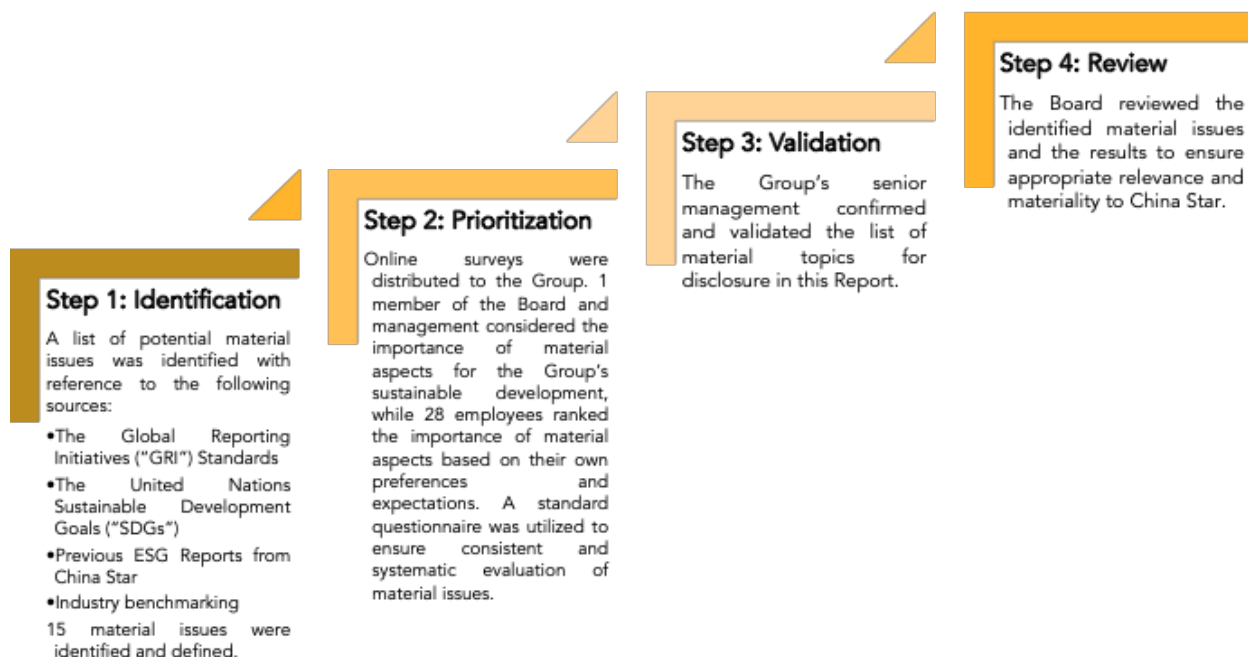 Step 1: Identification
A list of potential material
issues was identified with
reference to the following
sources:
•The Global Reporting
Initiatives (“GRI”) Standards
•The United Nations
Sustainable Development
Goals (“SDGs”)
•Previous ESG Reports from
China Star
•Industry benchmarking
15 material issues were
identified and defined.
Step 2: Prioritization
Online surveys were
distributed to the Group. 1
member of the Board and
management considered the
importance of material
aspects for the Group’s
sustainable development,
while 28 employees ranked
the importance of material
aspects based on their own
preferences and
expectations. A standard
questionnaire was utilized to
ensure consistent and
systematic evaluation of
material issues.
Step 3: Validation
The Group’s senior
management confirmed
and validated the list of
material topics for
disclosure in this Report.
Step 4: Review
The Board reviewed the
identified material issues
and the results to ensure
appropriate relevance and
materiality to China Star.